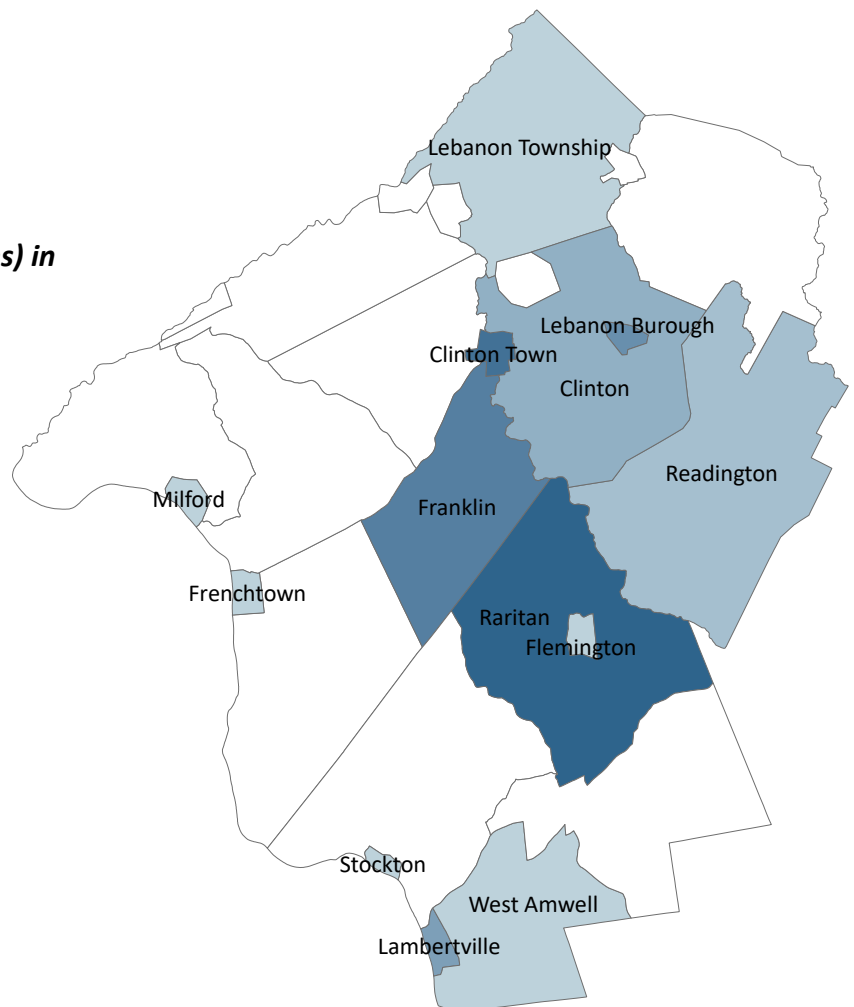 Lebanon Township
s) in
Lebanon Burough
Clinton Town
Clinton
Readington
Milford
Franklin
Frenchtown
Raritan
Flemington
Stockton
West Amwell
Lambertville